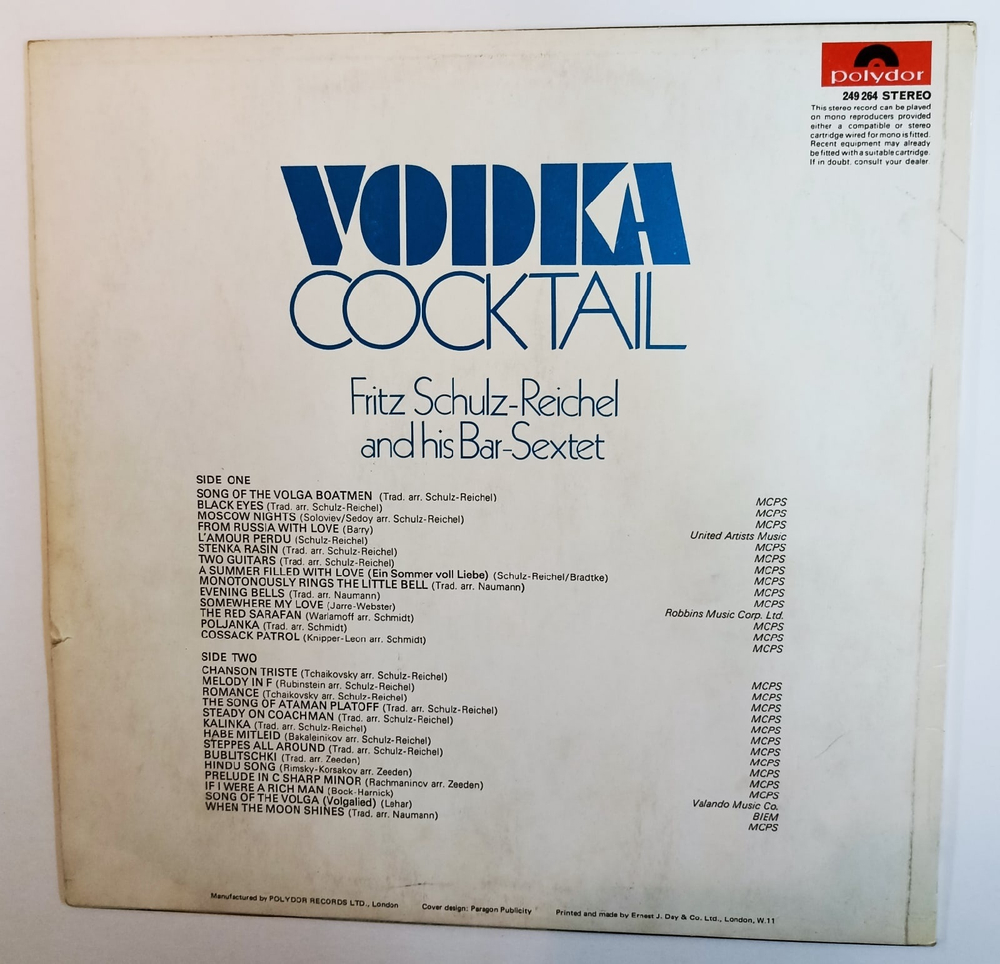 polydor
249 264 STEREO
This stereo record can be played
on mono reproducers provided
either a compatible or stereo
cartridge wired for mono is fitted.
Recent equipment may already
be fitted with a suitable cartridge.
If in doubt, consult your dealer.
VODKA
COCKTAIL
Fritz Schulz-Reichel
and his Bar-Sextet
SIDE ONE
SONG OF THE VOLGA BOATMEN (Trad. arr. Schulz-Reichel) MCPS
BLACK EYES (Trad. arr. Schulz-Reichel) MCPS
MOSCOW NIGHTS (Soloviev/Sedoy arr. Schulz-Reichel) MCPS
FROM RUSSIA WITH LOVE (Barry) United Artists Music
L'AMOUR PERDU (Schulz-Reichel) MCPS
STENKA RASIN (Trad. arr. Schulz-Reichel) MCPS
TWO GUITARS (Trad. arr. Schulz-Reichel) MCPS
A SUMMER FILLED WITH LOVE (Ein Sommer voll Liebe) (Schulz-Reichel/Bradtke) MCPS
MONOTONOUSLY RINGS THE LITTLE BELL (Trad. arr. Naumann) MCPS
EVENING BELLS (Trad. arr. Naumann) MCPS
SOMEWHERE MY LOVE (Jarre-Webster) Robbins Music Corp. Ltd.
THE RED SARAFAN (Warlamoff arr. Schmidt) MCPS
POLJANKA (Trad. arr. Schmidt) MCPS
COSSACK PATROL (Knipper-Leon arr. Schmidt) MCPS
SIDE TWO
CHANSON TRISTE (Tchaikovsky arr. Schulz-Reichel) MCPS
MELODY IN F (Rubinstein arr. Schulz-Reichel) MCPS
ROMANCE (Tchaikovsky arr. Schulz-Reichel) MCPS
THE SONG OF ATAMAN PLATOFF (Trad. arr. Schulz-Reichel) MCPS
STEADY ON COACHMAN (Trad. arr. Schulz-Reichel) MCPS
KALINKA (Trad. arr. Schulz-Reichel) MCPS
HABE MITLEID (Bakaleinikov arr. Schulz-Reichel) MCPS
STEPPES ALL AROUND (Trad. arr. Schulz-Reichel) MCPS
BUBLITSCHKI (Trad. arr. Zeeden) MCPS
HINDU SONG (Rimsky-Korsakov arr. Zeeden) MCPS
PRELUDE IN C SHARP MINOR (Rachmaninov arr. Zeeden) MCPS
IF I WERE A RICH MAN (Bock-Harnick) Valando Music Co.
SONG OF THE VOLGA (Volgalied) (Lehar) BIEM
WHEN THE MOON SHINES (Trad. arr. Naumann) MCPS
Manufactured by POLYDOR RECORDS LTD., London Cover design: Paragon Publicity Printed and made by Ernest J. Day & Co. Ltd., London, W.11